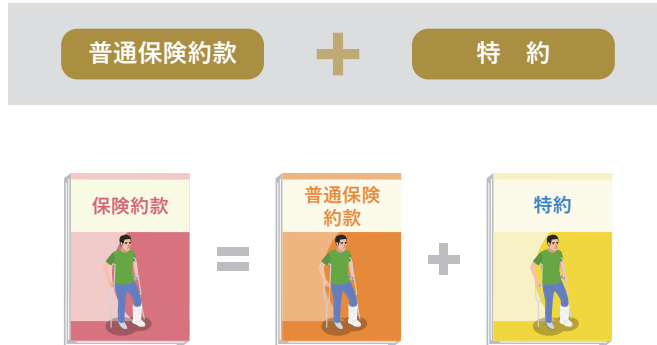 普通保険約款 + 特　約
保険約款 = 普通保険 + 特約
約款